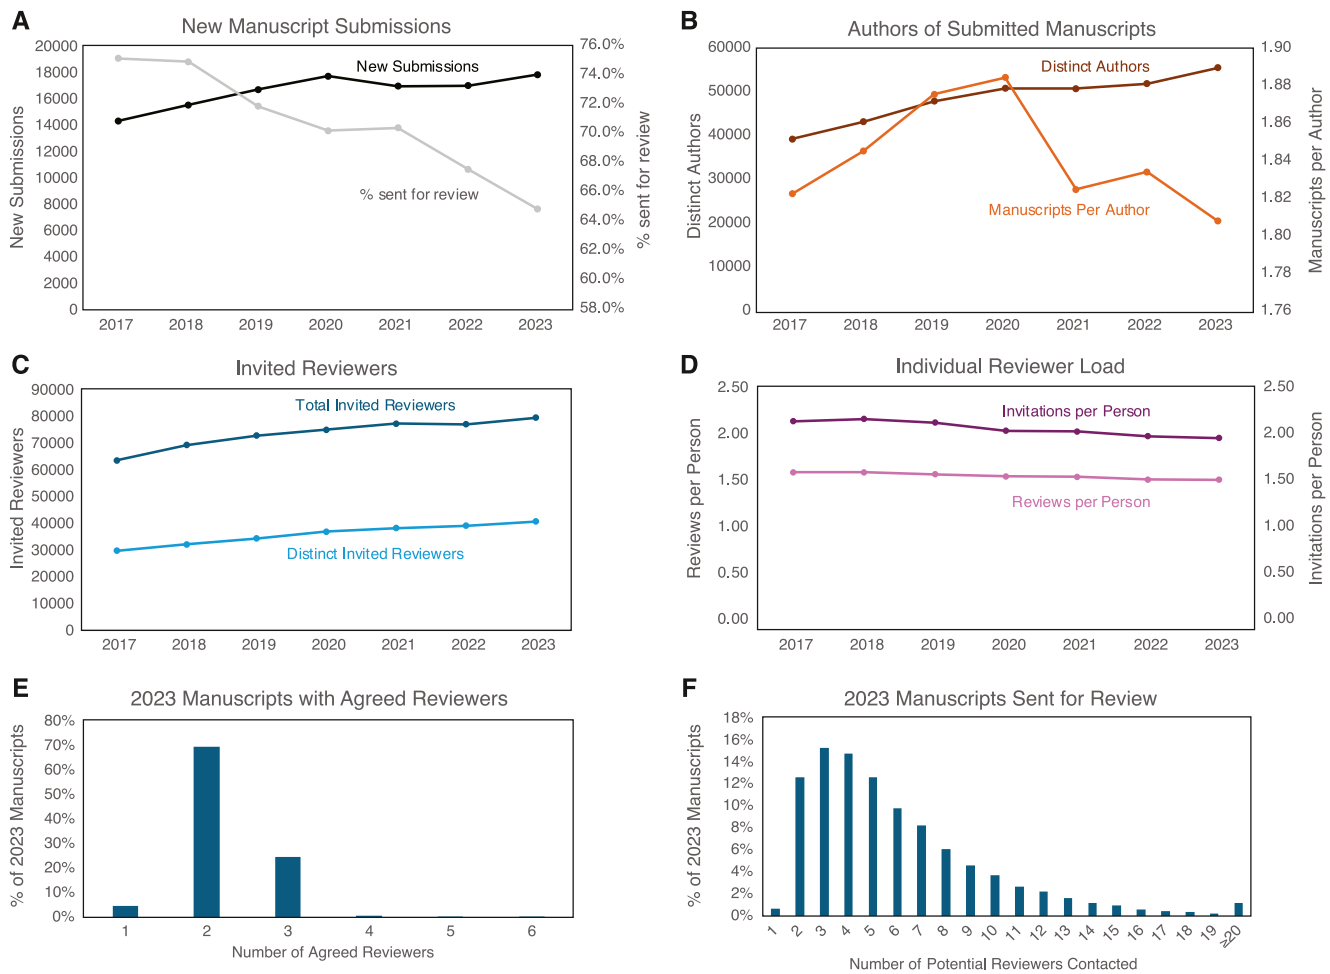 A
New Manuscript Submissions
New Submissions
20000
18000
16000
14000
12000
10000
8000
6000
4000
2000
0
New Submissions
% sent for review
76.0%
74.0%
72.0%
70.0%
68.0%
66.0%
64.0%
62.0%
60.0%
58.0%
% sent for review
2017 2018 2019 2020 2021 2022 2023
B
Authors of Submitted Manuscripts
Distinct Authors
60000
50000
40000
30000
20000
10000
0
Distinct Authors
Manuscripts Per Author
1.90
1.88
1.86
1.84
1.82
1.80
1.78
1.76
Manuscripts per Author
2017 2018 2019 2020 2021 2022 2023
C
Invited Reviewers
Invited Reviewers
90000
80000
70000
60000
50000
40000
30000
20000
10000
0
Total Invited Reviewers
Distinct Invited Reviewers
2017 2018 2019 2020 2021 2022 2023
D
Individual Reviewer Load
Reviews per Person
2.50
2.00
1.50
1.00
0.50
0.00
Invitations per Person
Reviews per Person
2.50
2.00
1.50
1.00
0.50
0.00
Invitations per Person
2017 2018 2019 2020 2021 2022 2023
E
2023 Manuscripts with Agreed Reviewers
% of 2023 Manuscripts
80%
70%
60%
50%
40%
30%
20%
10%
0%
1 2 3 4 5 6
Number of Agreed Reviewers
F
2023 Manuscripts Sent for Review
% of 2023 Manuscripts
18%
16%
14%
12%
10%
8%
6%
4%
2%
0%
1 2 3 4 5 6 7 8 9 10 11 12 13 14 15 16 17 18 19 ≥20
Number of Potential Reviewers Contacted